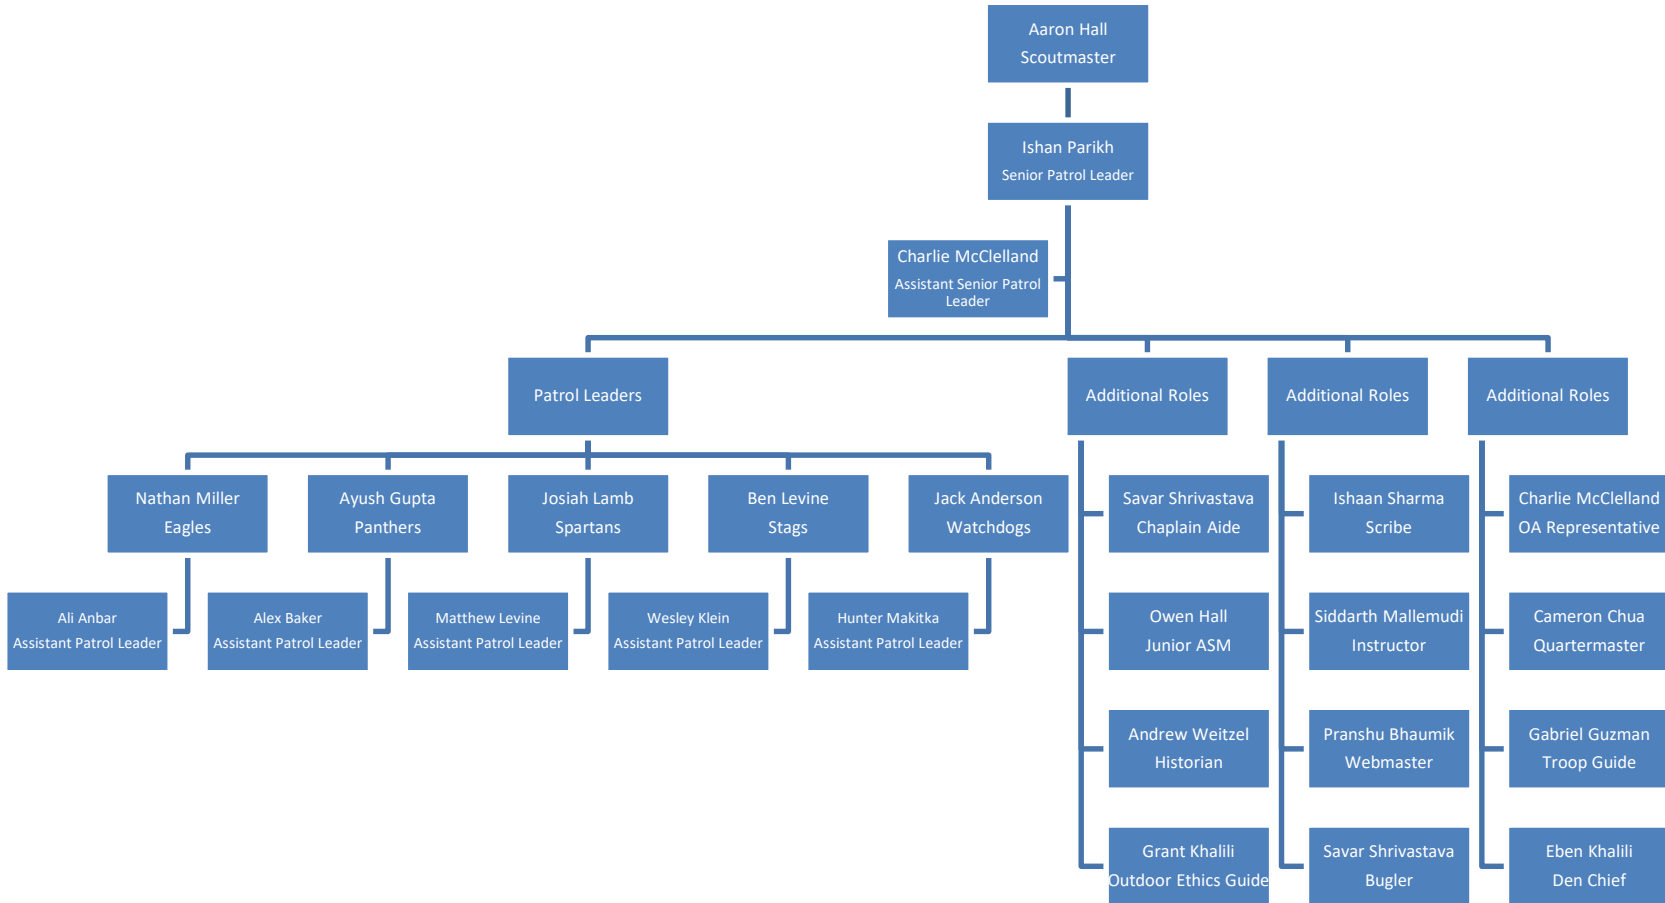 Aaron Hall
Scoutmaster
Ishan Parikh
Senior Patrol Leader
Charlie McClelland
Assistant Senior Patrol
Leader
Patrol Leaders
Additional Roles
Additional Roles
Additional Roles
Nathan Miller
Eagles
Ayush Gupta
Panthers
Josiah Lamb
Spartans
Ben Levine
Stags
Jack Anderson
Watchdogs
Ali Anbar
Assistant Patrol Leader
Alex Baker
Assistant Patrol Leader
Matthew Levine
Assistant Patrol Leader
Wesley Klein
Assistant Patrol Leader
Hunter Makitka
Assistant Patrol Leader
Savar Shrivastava
Chaplain Aide
Owen Hall
Junior ASM
Andrew Weitzel
Historian
Grant Khalili
Outdoor Ethics Guide
Ishaan Sharma
Scribe
Siddarth Mallemudi
Instructor
Pranshu Bhaumik
Webmaster
Savar Shrivastava
Bugler
Charlie McClelland
OA Representative
Cameron Chua
Quartermaster
Gabriel Guzman
Troop Guide
Eben Khalili
Den Chief